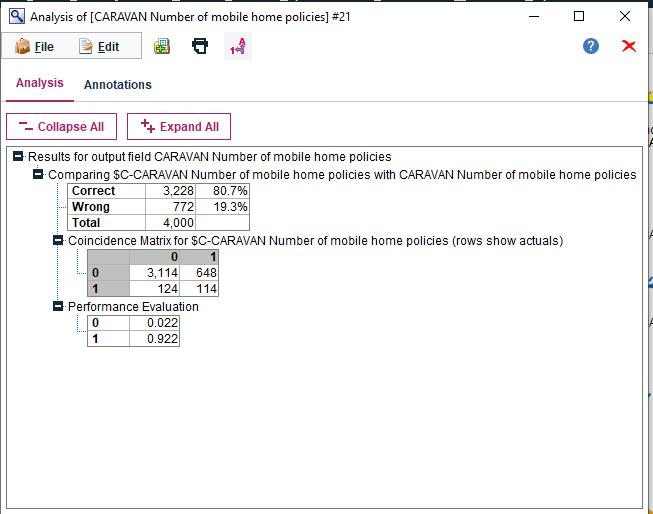 Analysis of [CARAVAN Number of mobile home policies] #21
File Edit
Analysis Annotations
Collapse All Expand All
Results for output field CARAVAN Number of mobile home policies
Comparing $C-CARAVAN Number of mobile home policies with CARAVAN Number of mobile home policies
Correct 3,228 80.7%
Wrong 772 19.3%
Total 4,000
Coincidence Matrix for $C-CARAVAN Number of mobile home policies (rows show actuals)
0 1
0 3,114 648
1 124 114
Performance Evaluation
0 0.022
1 0.922